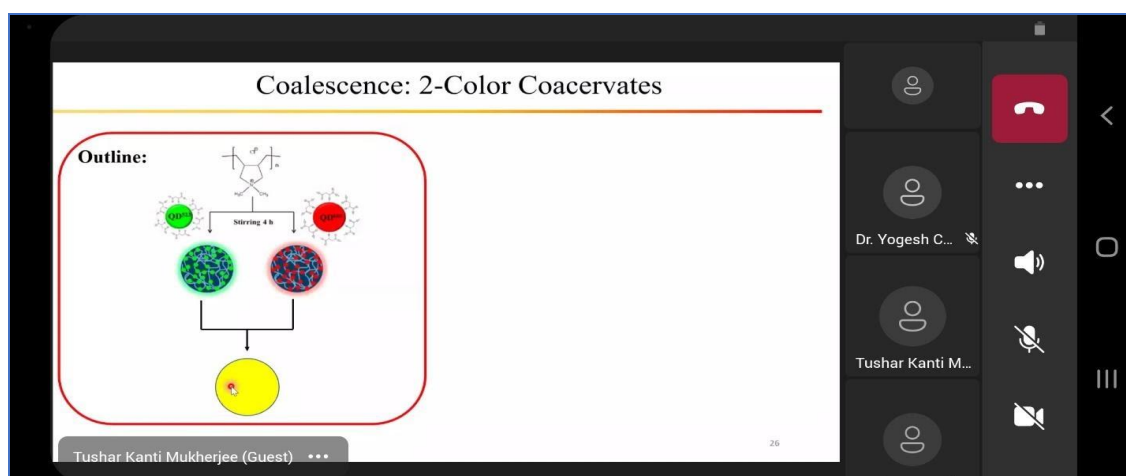 Coalescence: 2-Color Coacervates
Outline:
Stirring 4 h
26
Dr. Yogesh C...
Tushar Kanti M...
Tushar Kanti Mukherjee (Guest)